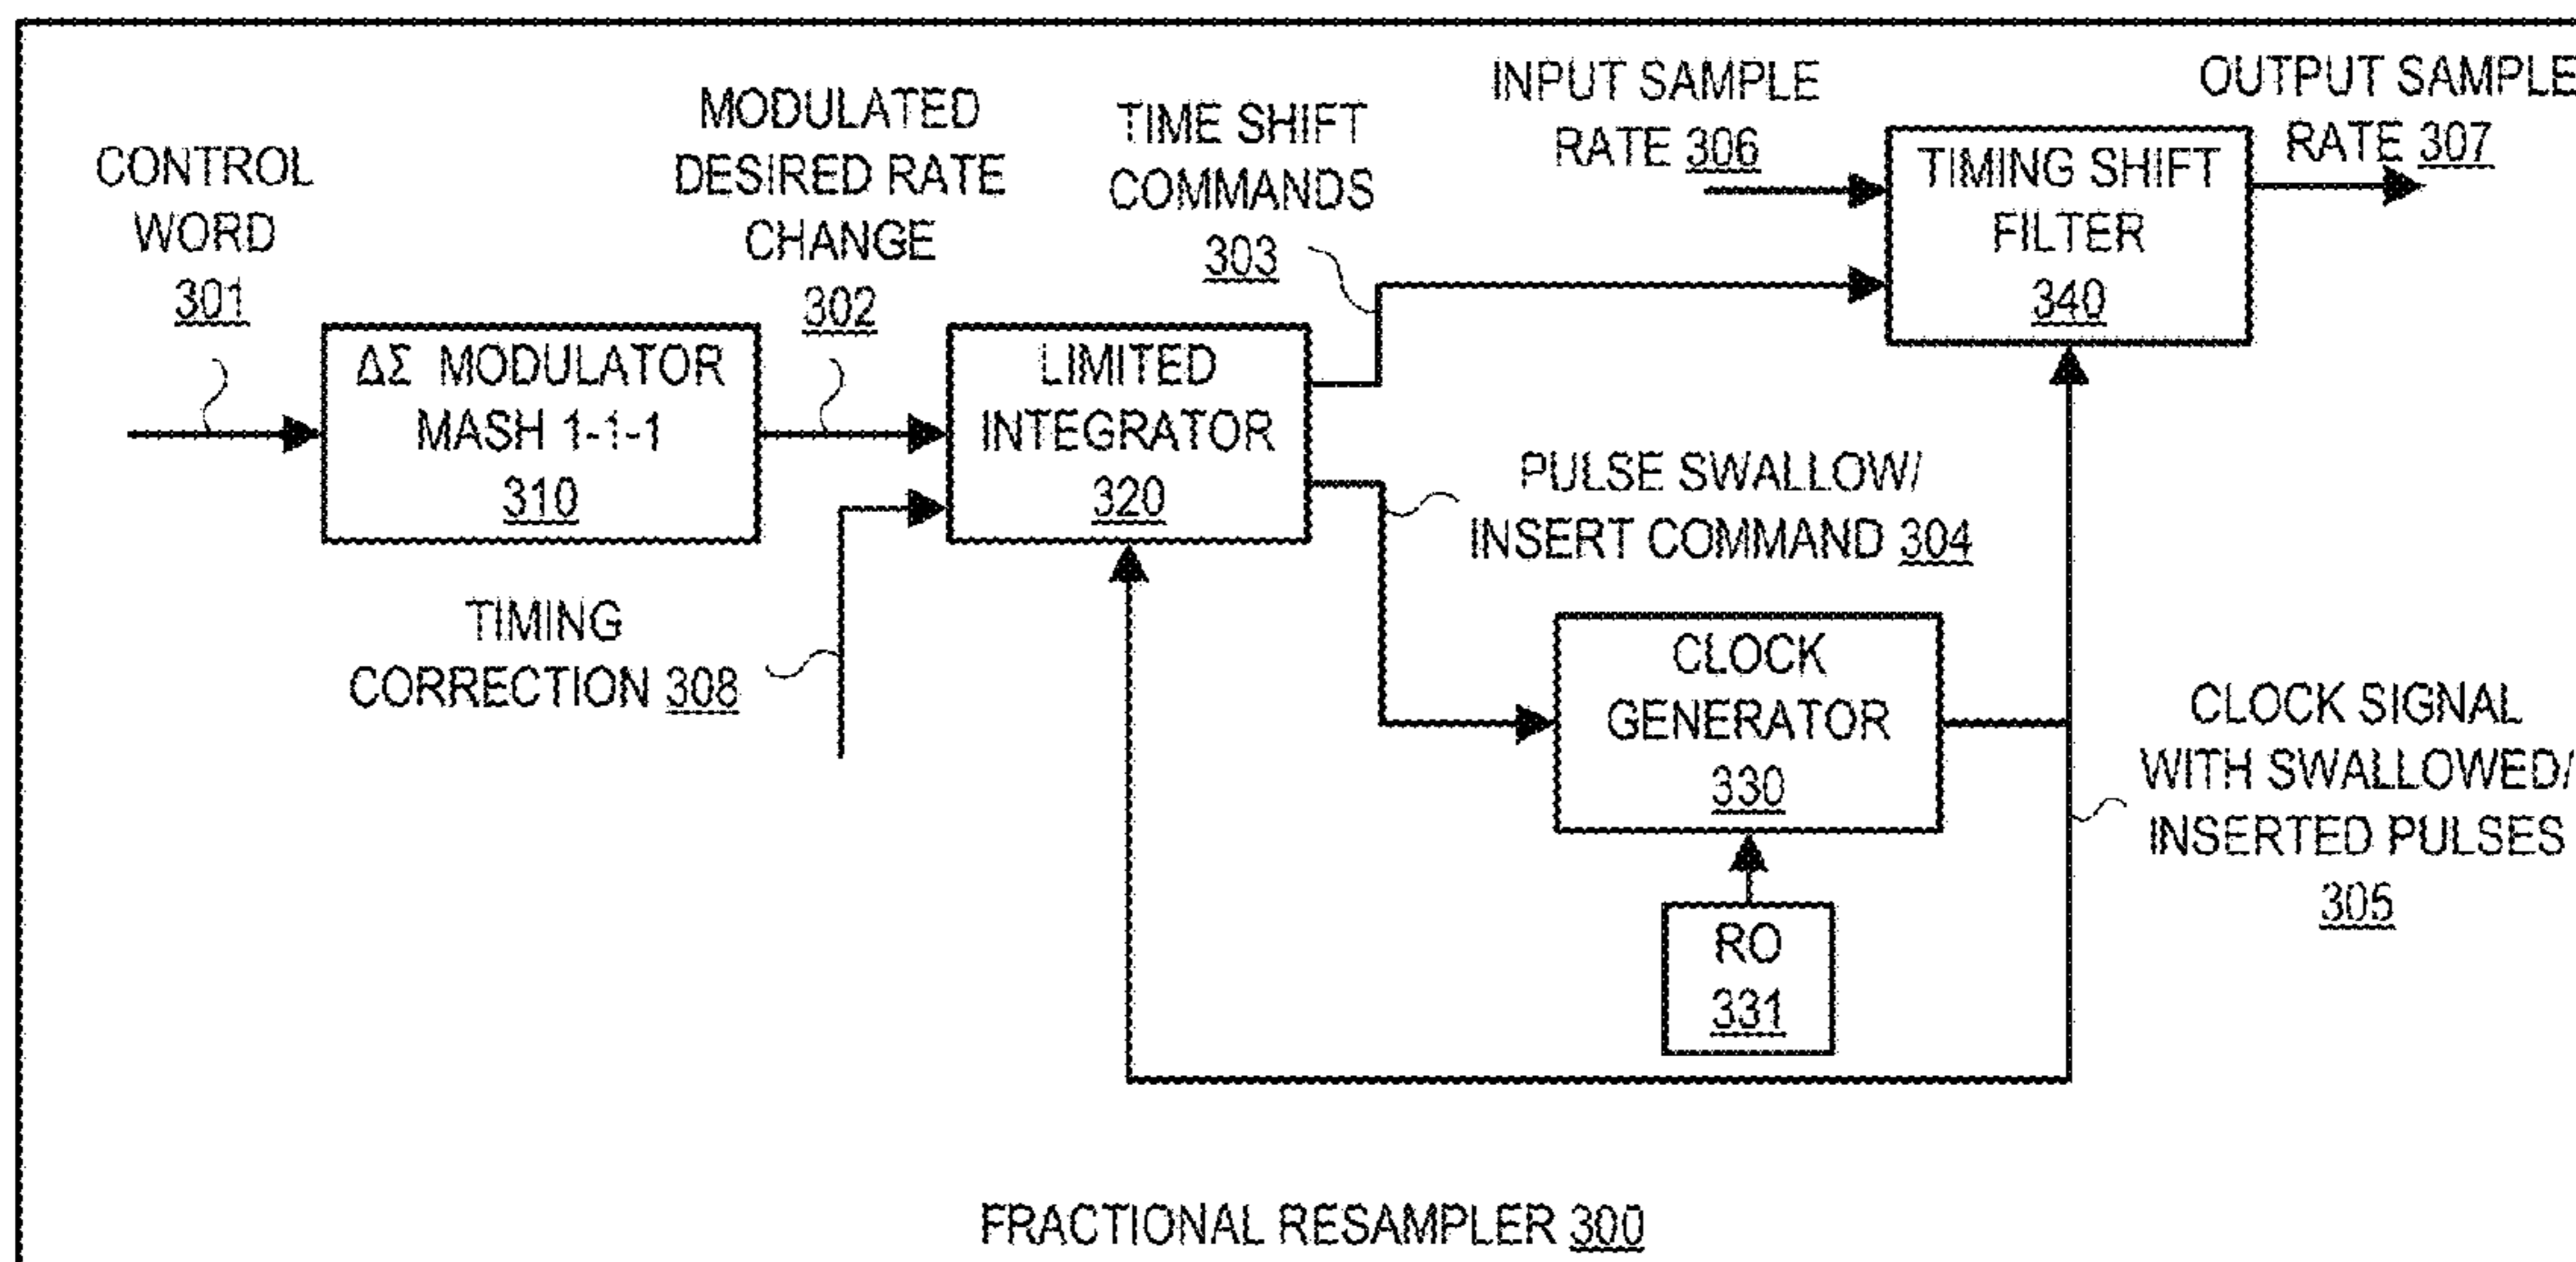 CONTROL
WORD
301
ΔΣ MODULATOR
MASH 1-1-1
310
MODULATED
DESIRED RATE
CHANGE
302
TIMING
CORRECTION 308
LIMITED
INTEGRATOR
320
TIME SHIFT
COMMANDS
303
PULSE SWALLOW/
INSERT COMMAND 304
INPUT SAMPLE
RATE 306
TIMING SHIFT
FILTER
340
OUTPUT SAMPLE
RATE 307
CLOCK
GENERATOR
330
RO
331
CLOCK SIGNAL
WITH SWALLOWED/
INSERTED PULSES
305
FRACTIONAL RESAMPLER 300